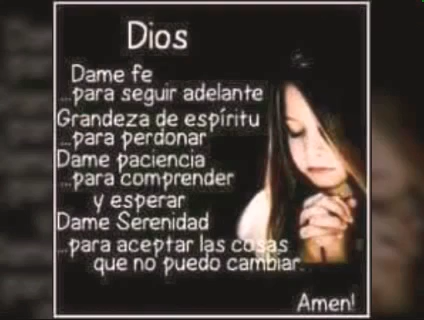 Dios
Dame fe
...para seguir adelante
Grandeza de espíritu
...para perdonar
Dame paciencia
...para comprender
y esperar
Dame Serenidad
...para aceptar las cosas
que no puedo cambiar.
Amen!